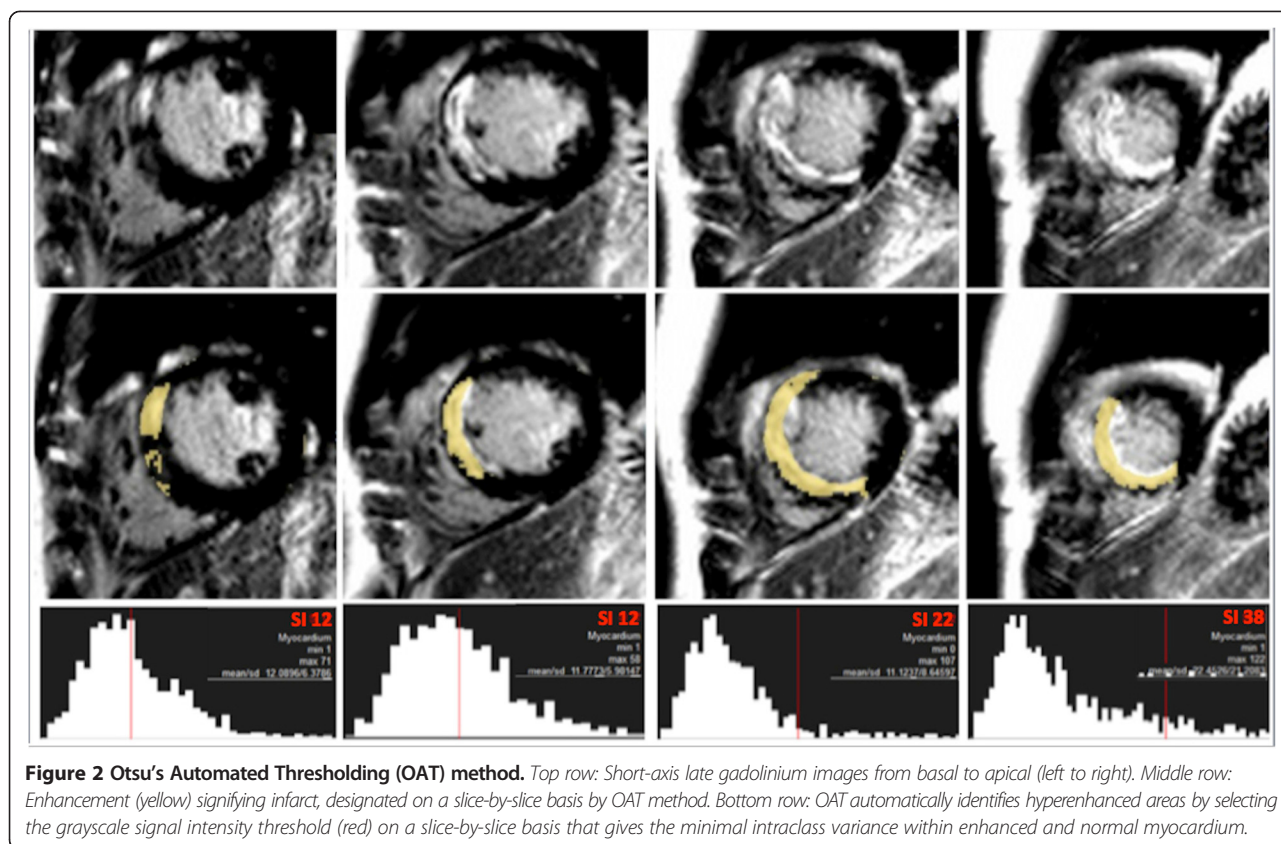 SI 12
Myocardium
min 1
max 71
mean/sd 12.0896/6.3786
SI 12
Myocardium
min 1
max 58
mean/sd 11.7773/5.98147
SI 22
Myocardium
min 0
max 107
mean/sd 11.1237/8.64597
SI 38
Myocardium
min 1
max 122
mean/sd
Figure 2 Otsu's Automated Thresholding (OAT) method. Top row: Short-axis late gadolinium images from basal to apical (left to right). Middle row:
Enhancement (yellow) signifying infarct, designated on a slice-by-slice basis by OAT method. Bottom row: OAT automatically identifies hyperenhanced areas by selecting
the grayscale signal intensity threshold (red) on a slice-by-slice basis that gives the minimal intraclass variance within enhanced and normal myocardium.